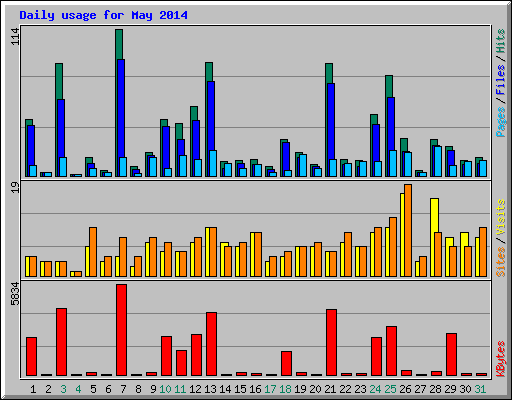 Daily usage for May 2014
114
Pages / Files / Hits
19
Sites / Visits
5834
KBytes
1 2 3 4 5 6 7 8 9 10 11 12 13 14 15 16 17 18 19 20 21 22 23 24 25 26 27 28 29 30 31